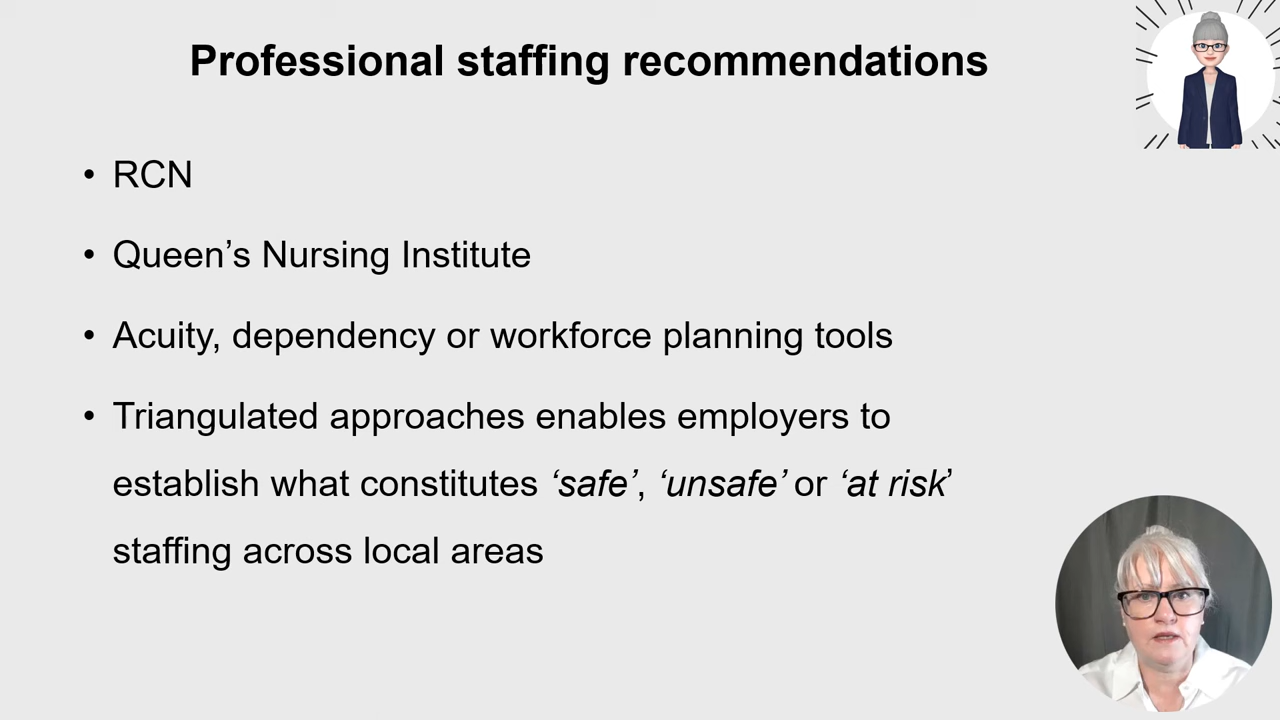 Professional staffing recommendations
• RCN
• Queen’s Nursing Institute
• Acuity, dependency or workforce planning tools
• Triangulated approaches enables employers to
establish what constitutes ‘safe’, ‘unsafe’ or ‘at risk’
staffing across local areas